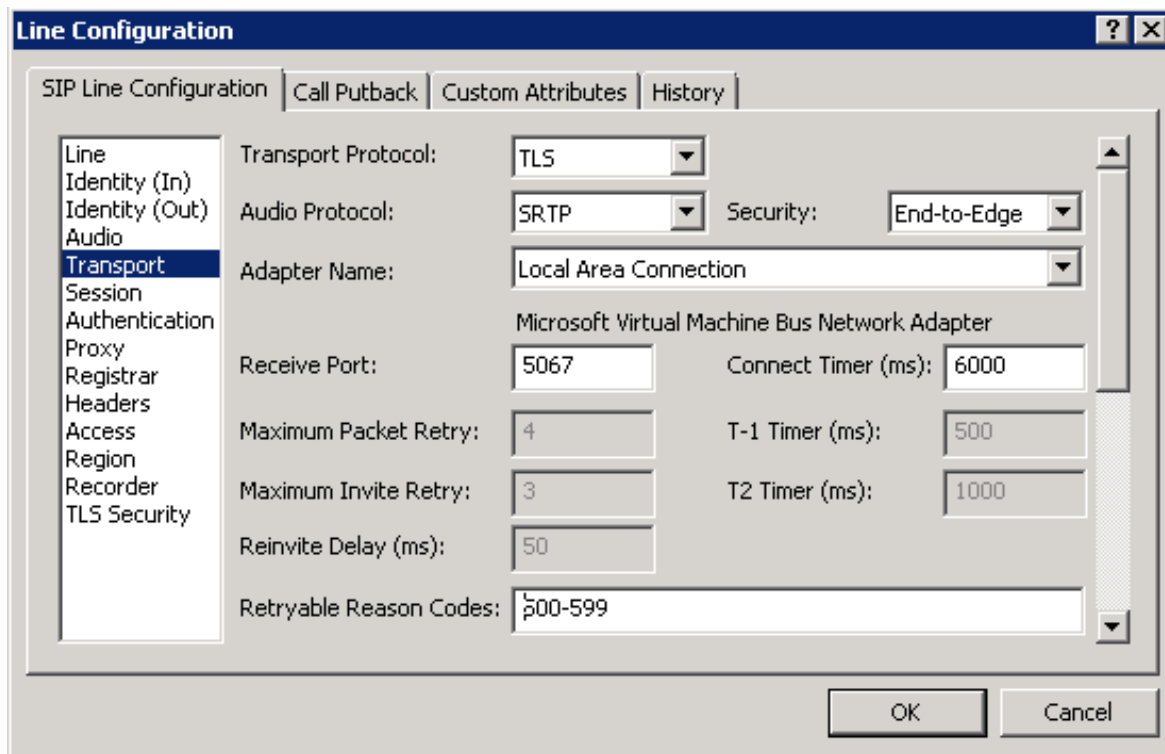 Line Configuration
SIP Line Configuration
Call Putback
Custom Attributes
History
Line
Identity (In)
Identity (Out)
Audio
Transport
Session
Authentication
Proxy
Registrar
Headers
Access
Region
Recorder
TLS Security
Transport Protocol: TLS
Audio Protocol: SRTP Security: End-to-Edge
Adapter Name: Local Area Connection
Microsoft Virtual Machine Bus Network Adapter
Receive Port: 5067 Connect Timer (ms): 6000
Maximum Packet Retry: 4 T-1 Timer (ms): 500
Maximum Invite Retry: 3 T2 Timer (ms): 1000
Reinvite Delay (ms): 50
Retryable Reason Codes: 500-599
OK Cancel